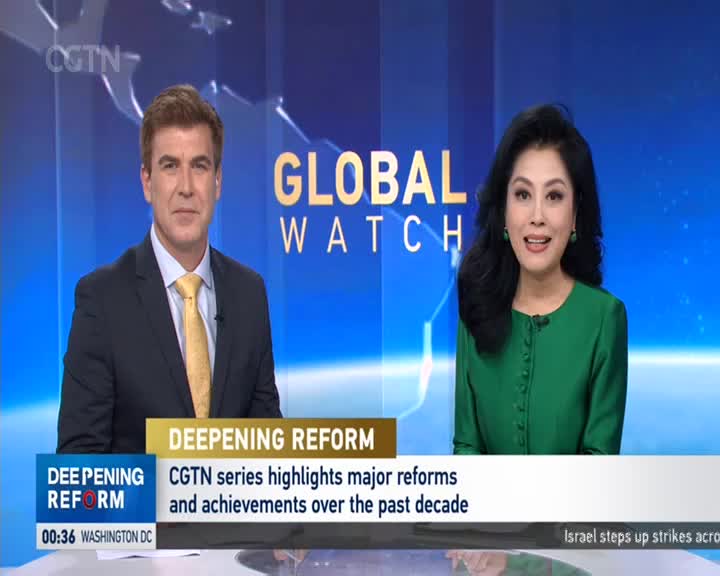 CGTN
GLOBAL
WATCH
DEEPENING REFORM
CGTN series highlights major reforms
and achievements over the past decade
DEEPENING
REFORM
00:36 WASHINGTON DC
Israel steps up strikes acro